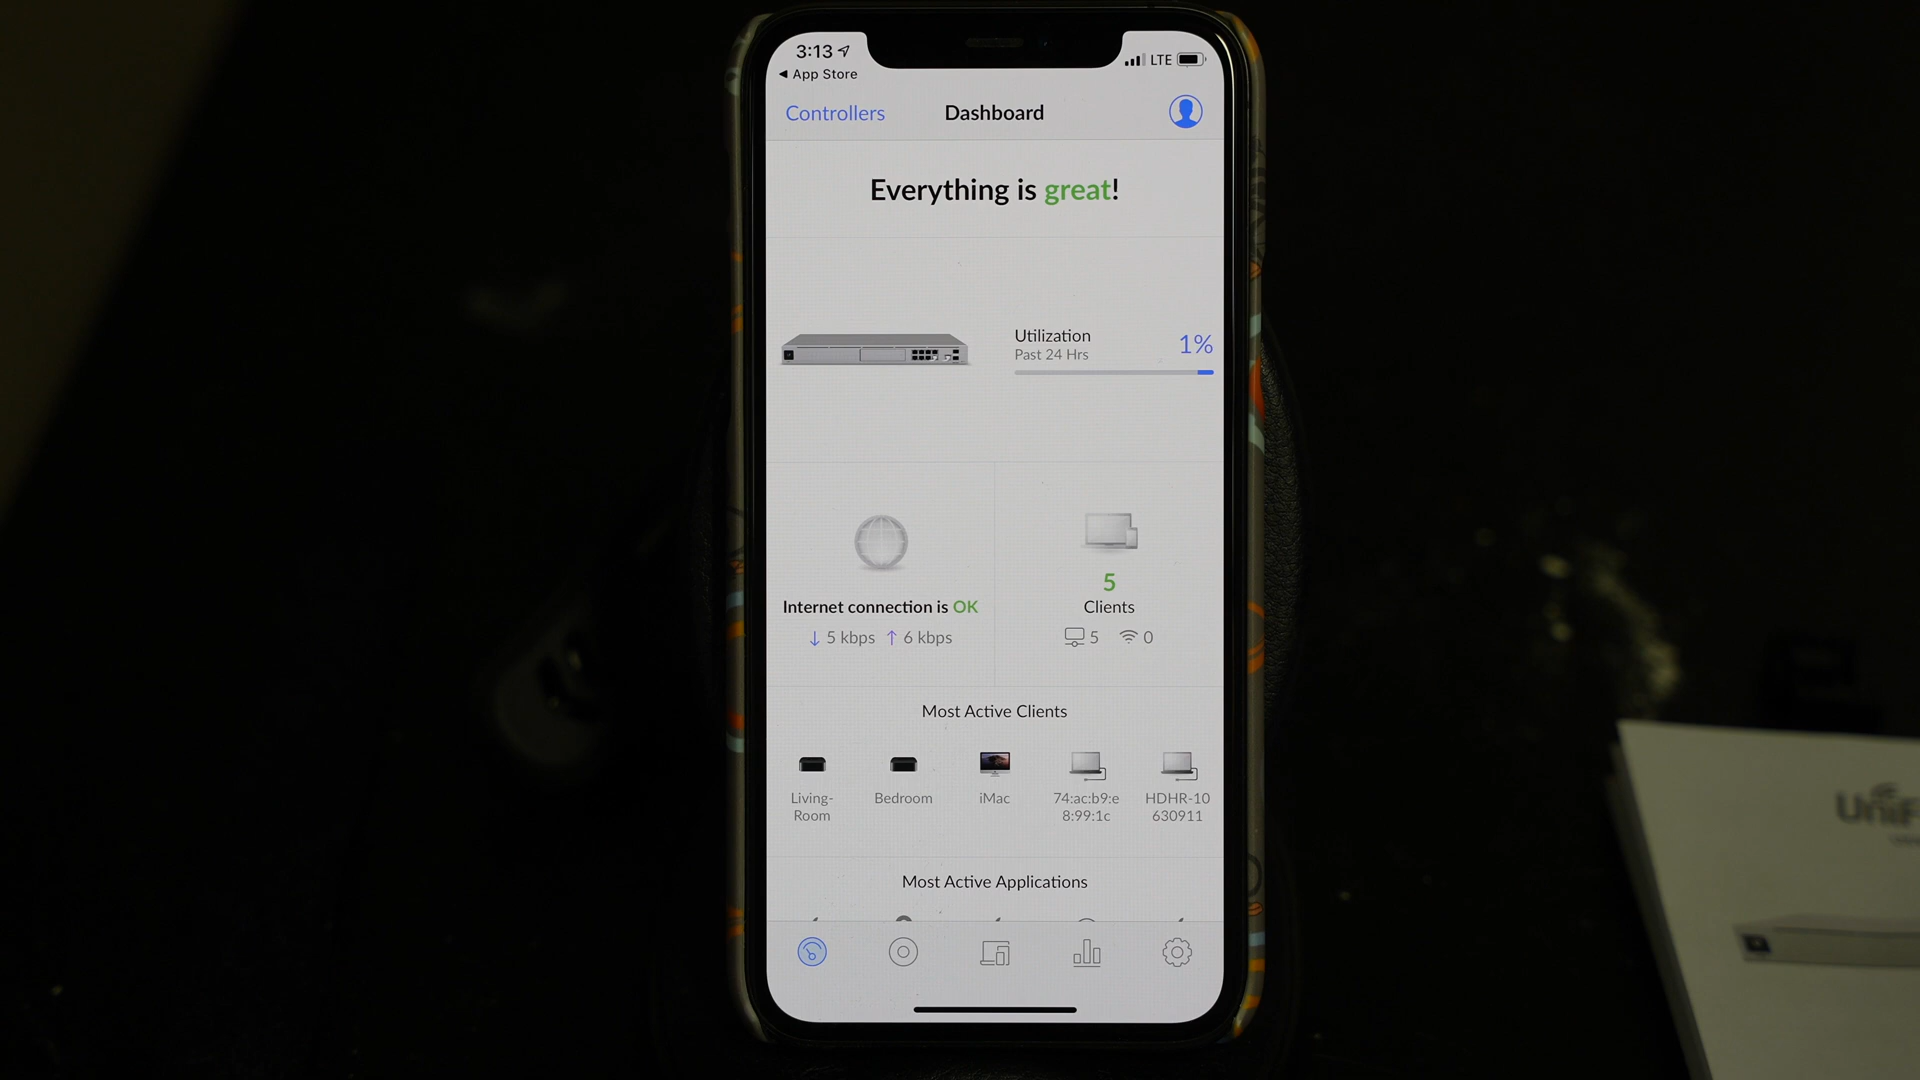 3:13
LTE
◀ App Store
Controllers
Dashboard
Everything is great!
Utilization
Past 24 Hrs
1%
Internet connection is OK
↓ 5 kbps ↑ 6 kbps
5
Clients
5
0
Most Active Clients
Living-
Room
Bedroom
iMac
74:ac:b9:e
8:99:1c
HDHR-10
630911
Most Active Applications